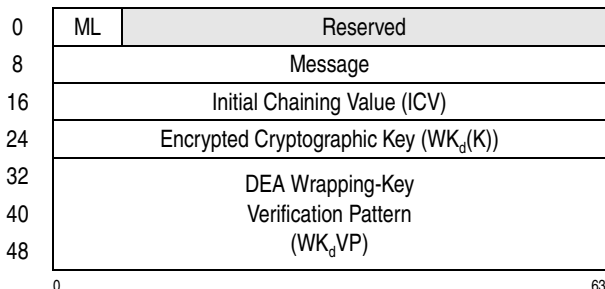 0 ML Reserved
8 Message
16 Initial Chaining Value (ICV)
24 Encrypted Cryptographic Key (WKd(K))
32 DEA Wrapping-Key
40 Verification Pattern
48 (WKdVP)
0 63